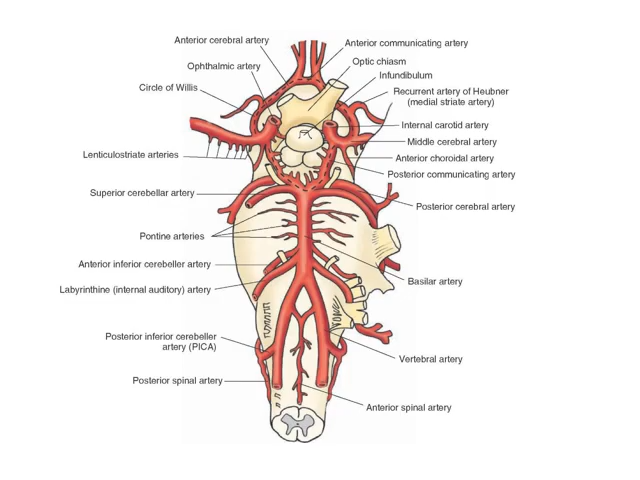 Anterior cerebral artery
Anterior communicating artery
Optic chiasm
Ophthalmic artery
Infundibulum
Circle of Willis
Recurrent artery of Heubner
(medial striate artery)
Internal carotid artery
Middle cerebral artery
Lenticulostriate arteries
Anterior choroidal artery
Posterior communicating artery
Superior cerebellar artery
Posterior cerebral artery
Pontine arteries
Anterior inferior cerebeller artery
Basilar artery
Labyrinthine (internal auditory) artery
Posterior inferior cerebeller
artery (PICA)
Vertebral artery
Posterior spinal artery
Anterior spinal artery